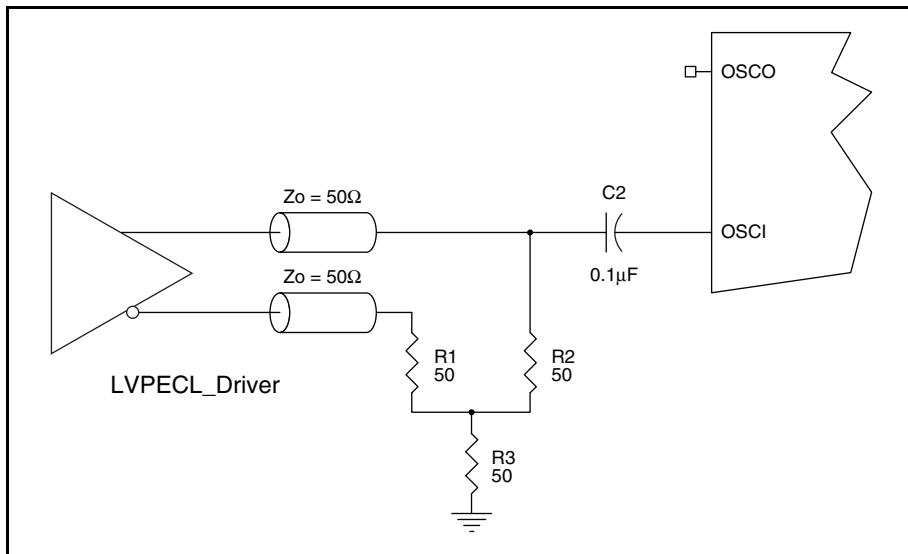 OSCO
Zo = 50Ω
C2
OSCI
0.1μF
Zo = 50Ω
LVPECL_Driver
R1
50
R2
50
R3
50